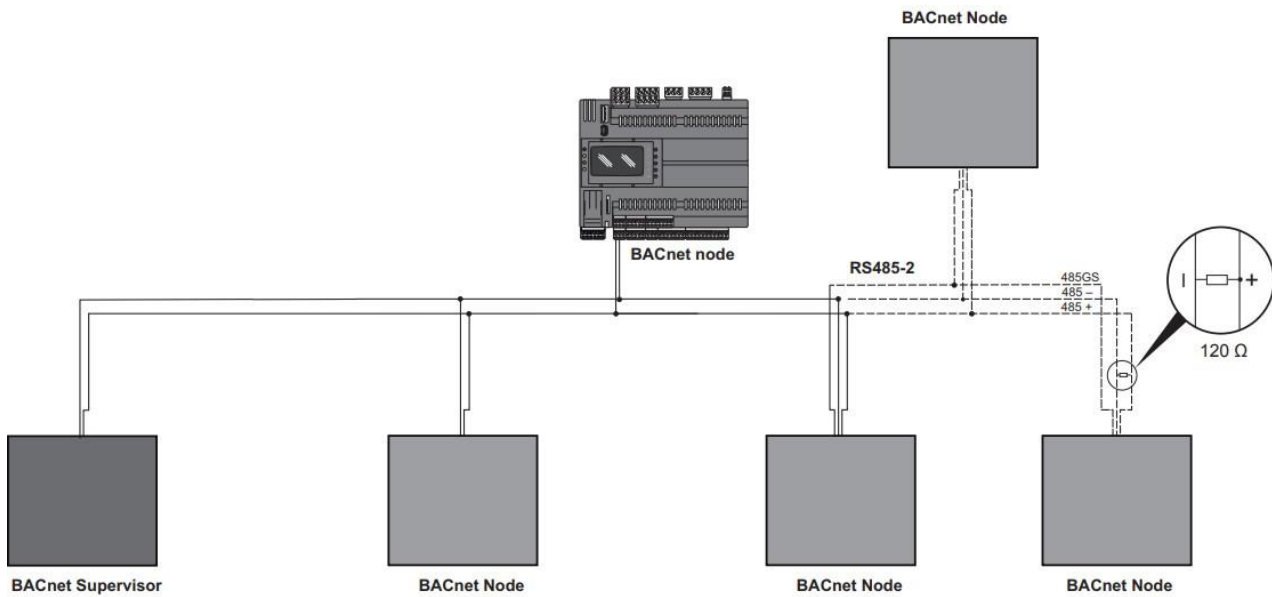 BACnet Node
BACnet node
RS485-2
485GS
485 –
485 +
– +
120 Ω
BACnet Supervisor
BACnet Node
BACnet Node
BACnet Node